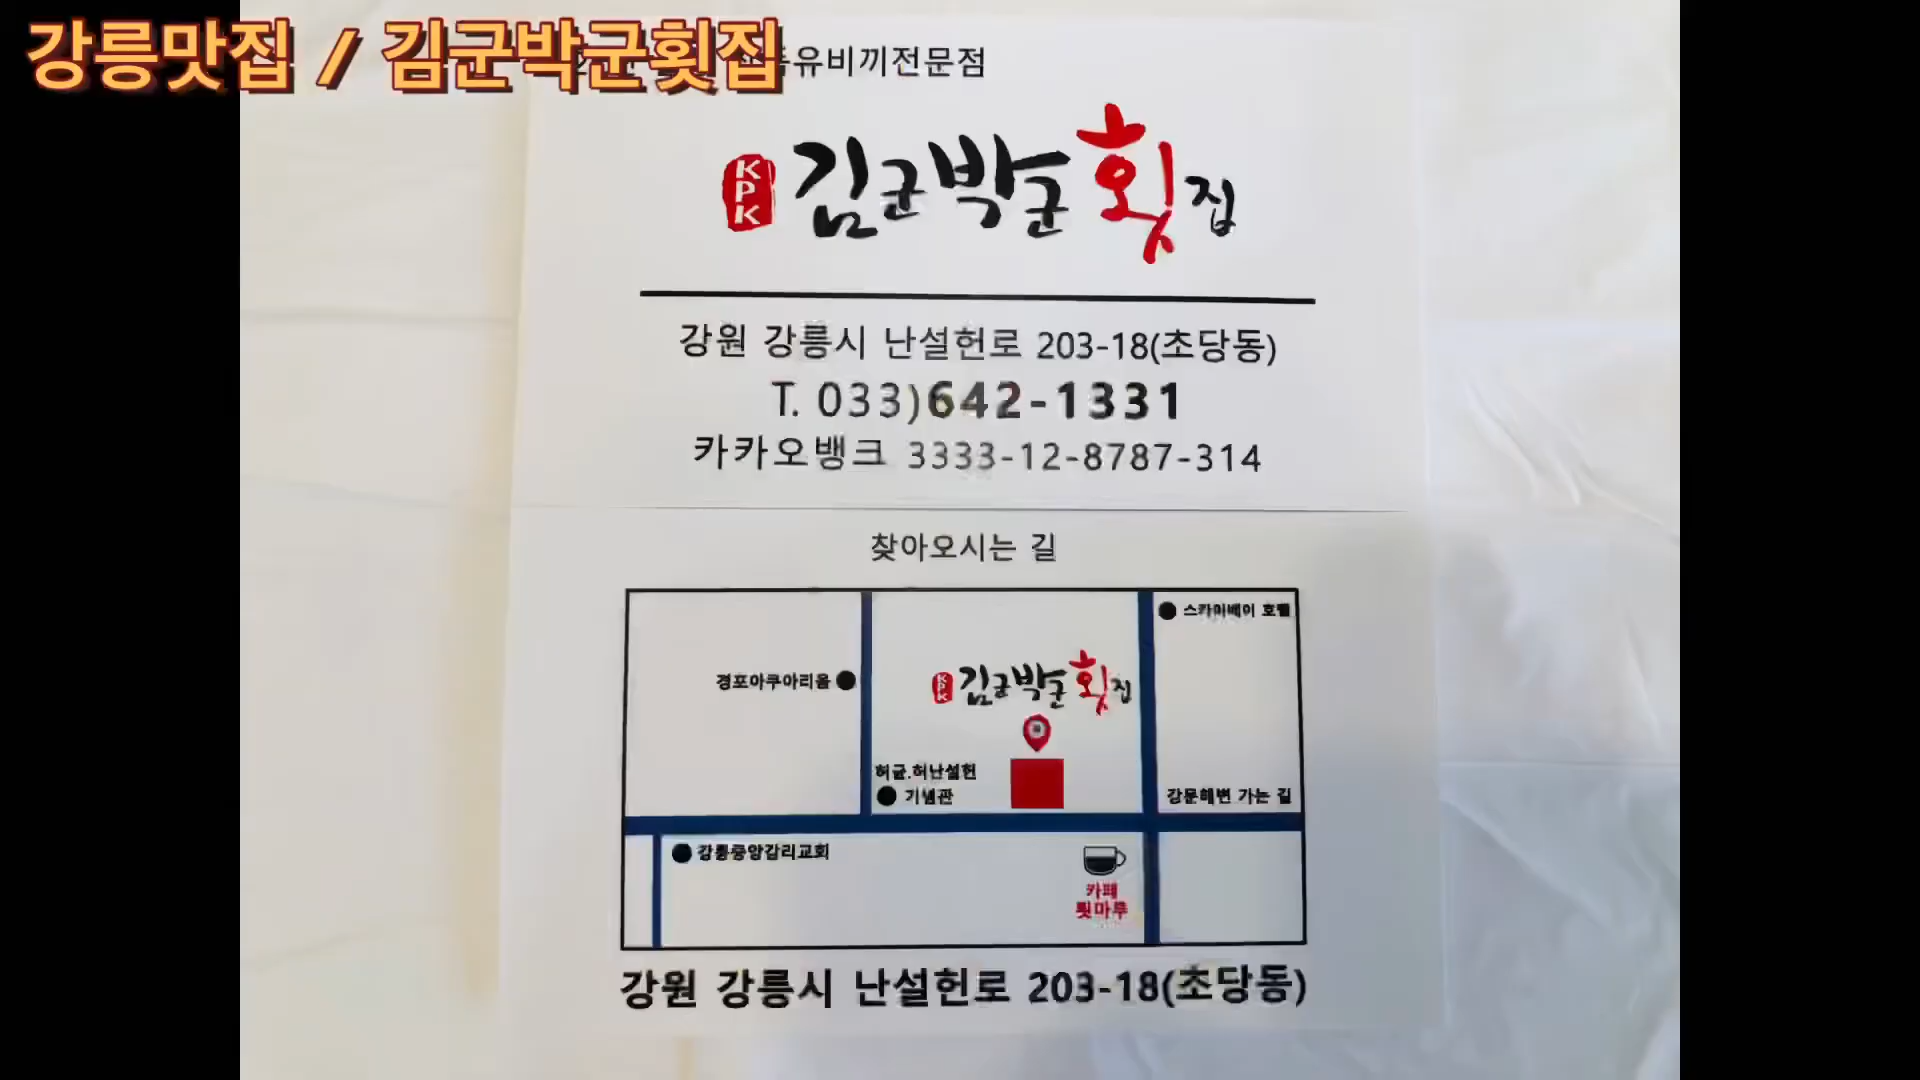 강릉맛집 / 김군박군횟집
유비끼전문점
KPK 김군박군횟집
강원 강릉시 난설헌로 203-18(초당동)
T. 033)642-1331
카카오뱅크 3333-12-8787-314
찾아오시는 길
스카이베이 호텔
경포아쿠아리움
KPK 김군박군횟집
허균.허난설헌
기념관
강문해변 가는 길
강릉중앙감리교회
카페
툇마루
강원 강릉시 난설헌로 203-18(초당동)